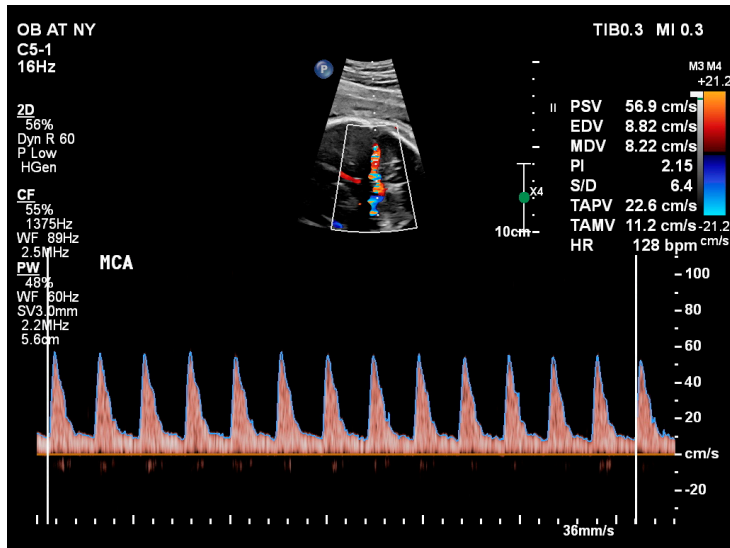 OB AT NY
C5-1
16Hz
2D
56%
Dyn R 60
P Low
HGen
CF
55%
1375Hz
WF 89Hz
2.5MHz
PW
48%
WF 60Hz
SV3.0mm
2.2MHz
5.6cm
MCA
P
X4
10cm
TIB0.3 MI 0.3
M3 M4
+21.2
II PSV 56.9 cm/s
EDV 8.82 cm/s
MDV 8.22 cm/s
PI 2.15
S/D 6.4
TAPV 22.6 cm/s
TAMV 11.2 cm/s
HR 128 bpm
-21.2
cm/s
100
80
60
40
20
cm/s
-20
36mm/s